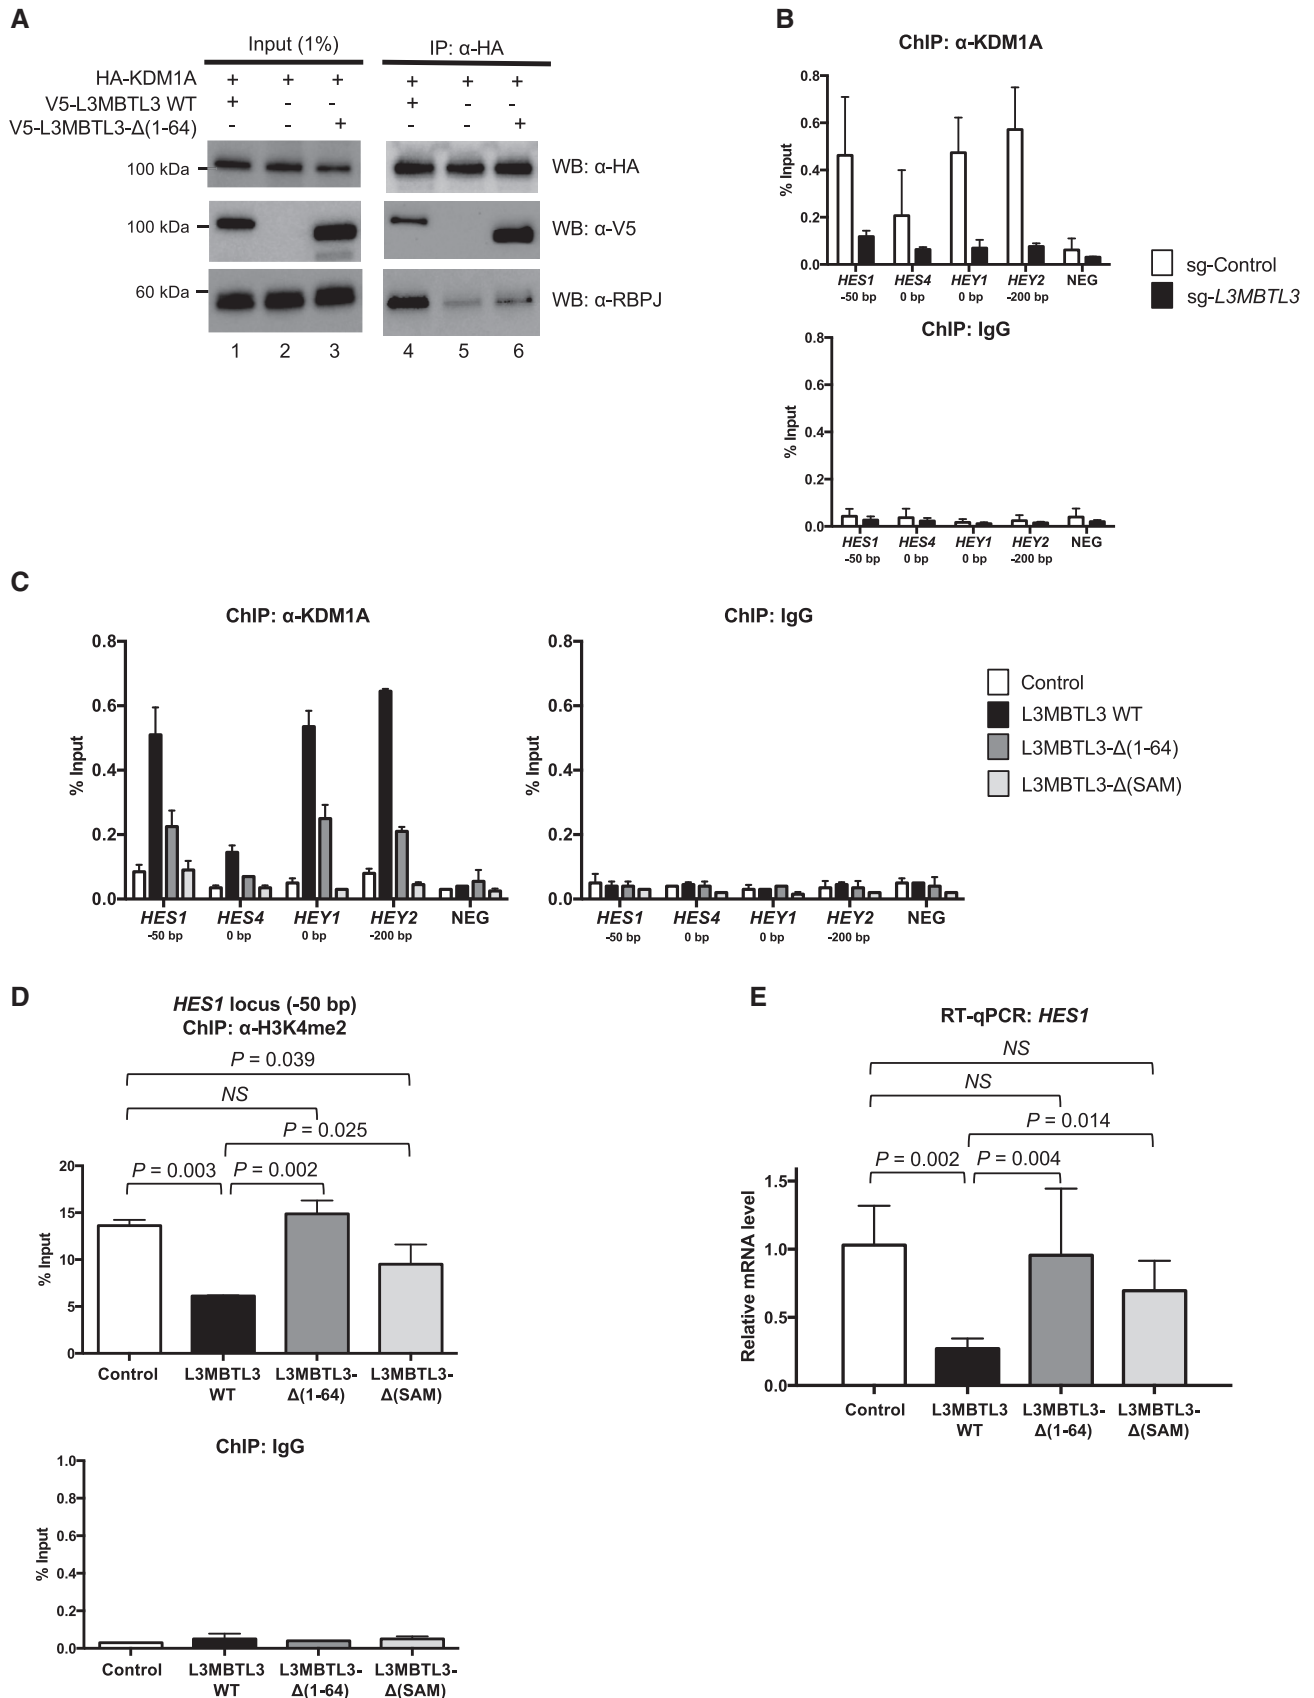 A
Input (1%) IP: α-HA
HA-KDM1A + + + + + +
V5-L3MBTL3 WT + - - + - -
V5-L3MBTL3-Δ(1-64) - - + - - +
100 kDa WB: α-HA
100 kDa WB: α-V5
60 kDa WB: α-RBPJ
1 2 3 4 5 6
B
ChIP: α-KDM1A
% Input
0.8
0.6
0.4
0.2
0.0
HES1 HES4 HEY1 HEY2 NEG
-50 bp 0 bp 0 bp -200 bp
sg-Control
sg-L3MBTL3
ChIP: IgG
% Input
0.8
0.6
0.4
0.2
0.0
HES1 HES4 HEY1 HEY2 NEG
-50 bp 0 bp 0 bp -200 bp
C
ChIP: α-KDM1A
% Input
0.8
0.6
0.4
0.2
0.0
HES1 HES4 HEY1 HEY2 NEG
-50 bp 0 bp 0 bp -200 bp
ChIP: IgG
% Input
0.8
0.6
0.4
0.2
0.0
HES1 HES4 HEY1 HEY2 NEG
-50 bp 0 bp 0 bp -200 bp
Control
L3MBTL3 WT
L3MBTL3-Δ(1-64)
L3MBTL3-Δ(SAM)
D
HES1 locus (-50 bp)
ChIP: α-H3K4me2
P = 0.039
NS
P = 0.025
P = 0.003 P = 0.002
% Input
20
15
10
5
0
Control L3MBTL3 L3MBTL3- L3MBTL3-
WT Δ(1-64) Δ(SAM)
ChIP: IgG
% Input
1.0
0.8
0.6
0.4
0.2
0.0
Control L3MBTL3 L3MBTL3- L3MBTL3-
WT Δ(1-64) Δ(SAM)
E
RT-qPCR: HES1
NS
NS
P = 0.014
P = 0.002 P = 0.004
Relative mRNA level
1.5
1.0
0.5
0.0
Control L3MBTL3 L3MBTL3- L3MBTL3-
WT Δ(1-64) Δ(SAM)